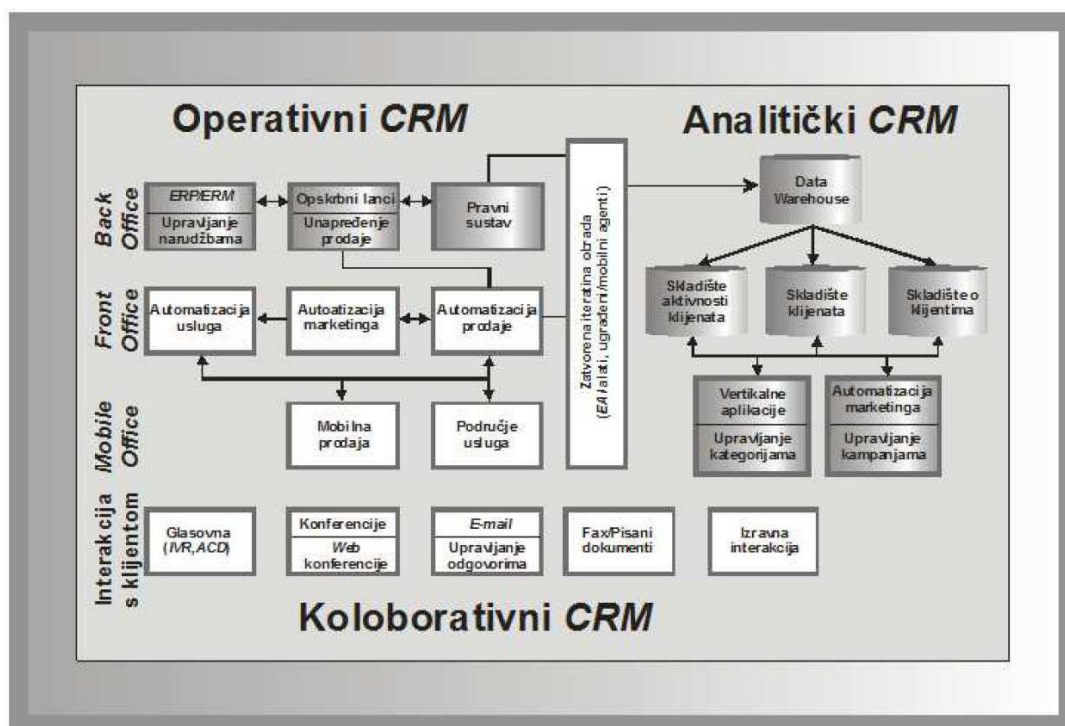 Operativni CRM
Analitički CRM
Back
Office
ERP/ERM
Upravljanje
narudžbama
Opskrbni lanci
Unapređenje
prodaje
Pravni
sustav
Zatvorena iteratina obrada
(EAI-alati, ugrađeni/mobilni agenti)
Data
Warehouse
Front
Office
Automatizacija
usluga
Autoatizacija
marketinga
Automatizacija
prodaje
Skladište
aktivnosti
klijenata
Skladište
klijenata
Skladište o
klijentima
Mobile
Office
Mobilna
prodaja
Područje
usluga
Vertikalne
aplikacije
Upravljanje
kategorijama
Automatizacija
marketinga
Upravljanje
kampanjama
Interakcija
s klijentom
Glasovna
(IVR,ACD)
Konferencije
Web
konferencije
E-mail
Upravljanje
odgovorima
Fax/Pisani
dokumenti
Izravna
interakcija
Koloborativni CRM